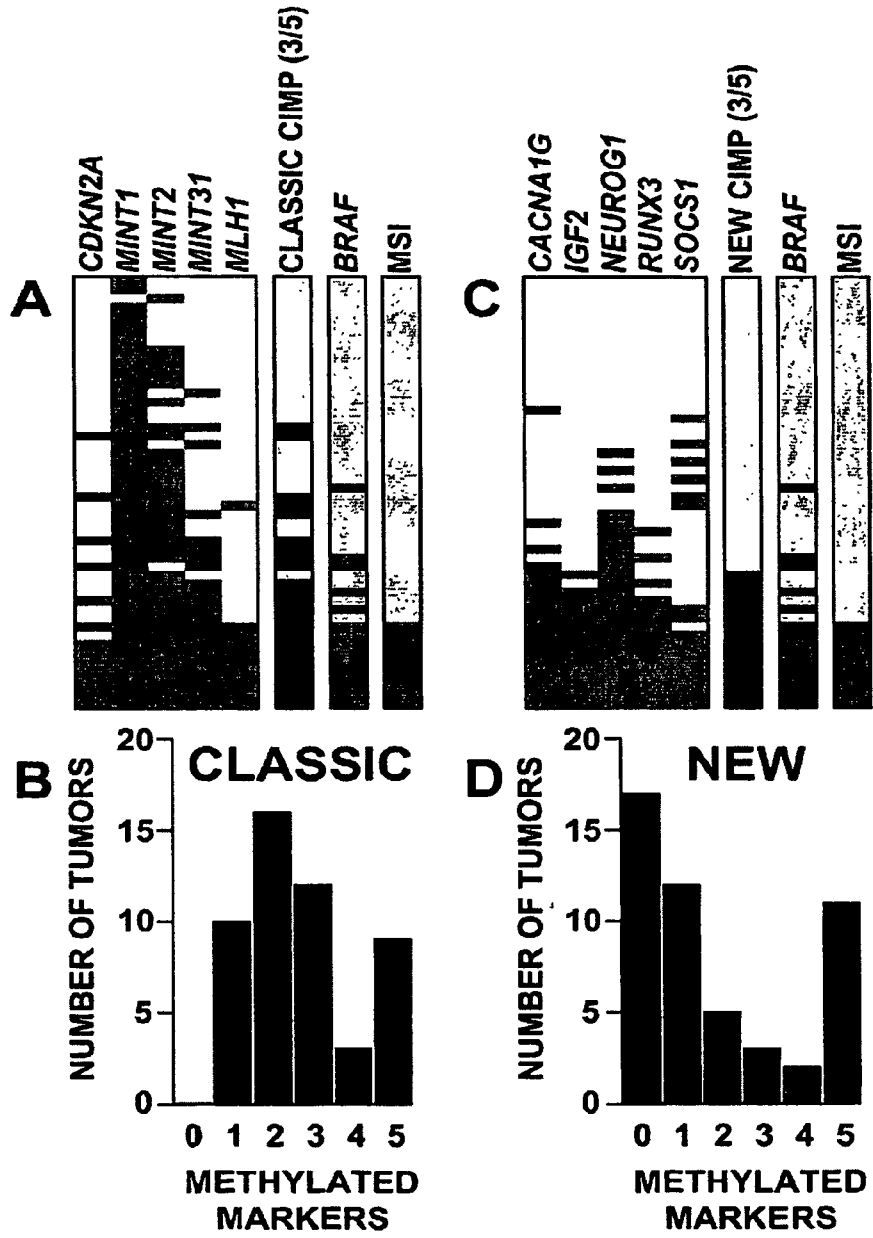 A
CDKN2A
MINT1
MINT2
MINT31
MLH1
CLASSIC CIMP (3/5)
BRAF
MSI
C
CACNA1G
IGF2
NEUROG1
RUNX3
SOCS1
NEW CIMP (3/5)
BRAF
MSI
B
CLASSIC
NUMBER OF TUMORS
20
15
10
5
0
0 1 2 3 4 5
METHYLATED
MARKERS
D
NEW
NUMBER OF TUMORS
20
15
10
5
0
0 1 2 3 4 5
METHYLATED
MARKERS